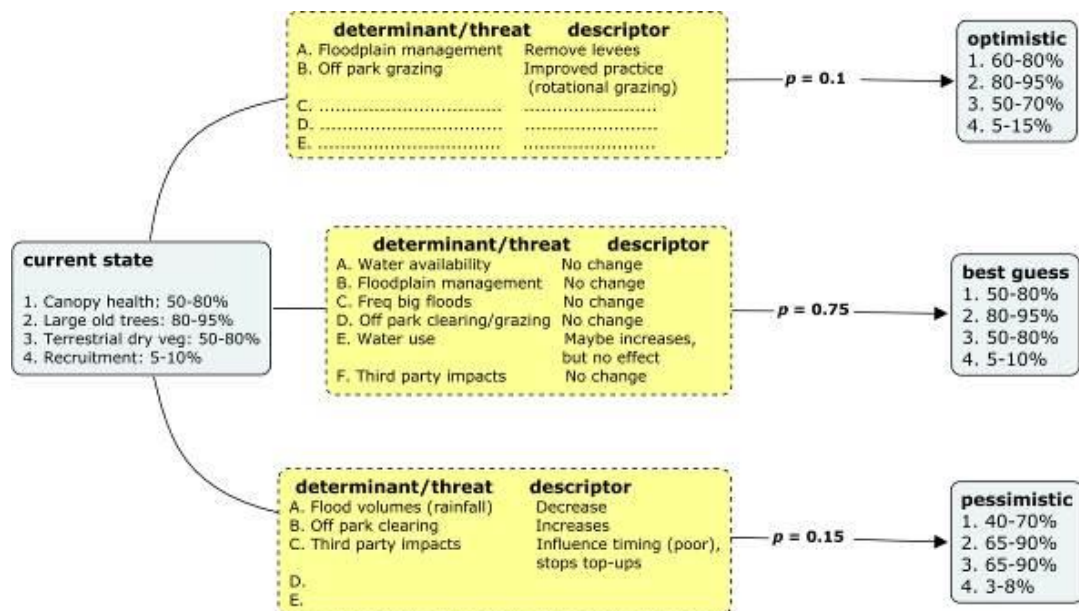 current state
1. Canopy health: 50-80%
2. Large old trees: 80-95%
3. Terrestrial dry veg: 50-80%
4. Recruitment: 5-10%
determinant/threat descriptor
A. Floodplain management Remove levees
B. Off park grazing Improved practice
(rotational grazing)
C. ................................ ......................
D. ................................ ......................
E. ................................ ......................
p = 0.1
optimistic
1. 60-80%
2. 80-95%
3. 50-70%
4. 5-15%
determinant/threat descriptor
A. Water availability No change
B. Floodplain management No change
C. Freq big floods No change
D. Off park clearing/grazing No change
E. Water use Maybe increases,
but no effect
F. Third party impacts No change
p = 0.75
best guess
1. 50-80%
2. 80-95%
3. 50-80%
4. 5-10%
determinant/threat descriptor
A. Flood volumes (rainfall) Decrease
B. Off park clearing Increases
C. Third party impacts Influence timing (poor),
stops top-ups
D.
E.
p = 0.15
pessimistic
1. 40-70%
2. 65-90%
3. 65-90%
4. 3-8%